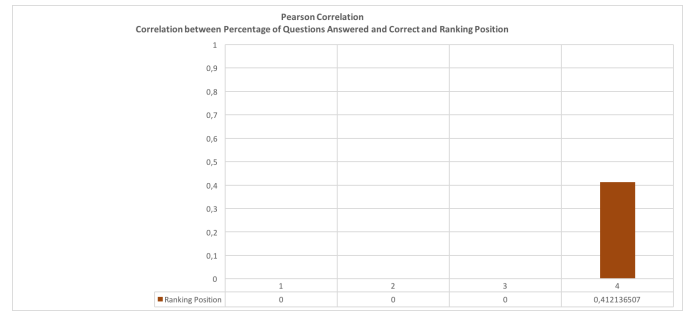 Pearson Correlation
Correlation between Percentage of Questions Answered and Correct and Ranking Position
1
0,9
0,8
0,7
0,6
0,5
0,4
0,3
0,2
0,1
0
1 2 3 4
Ranking Position 0 0 0 0,412136507